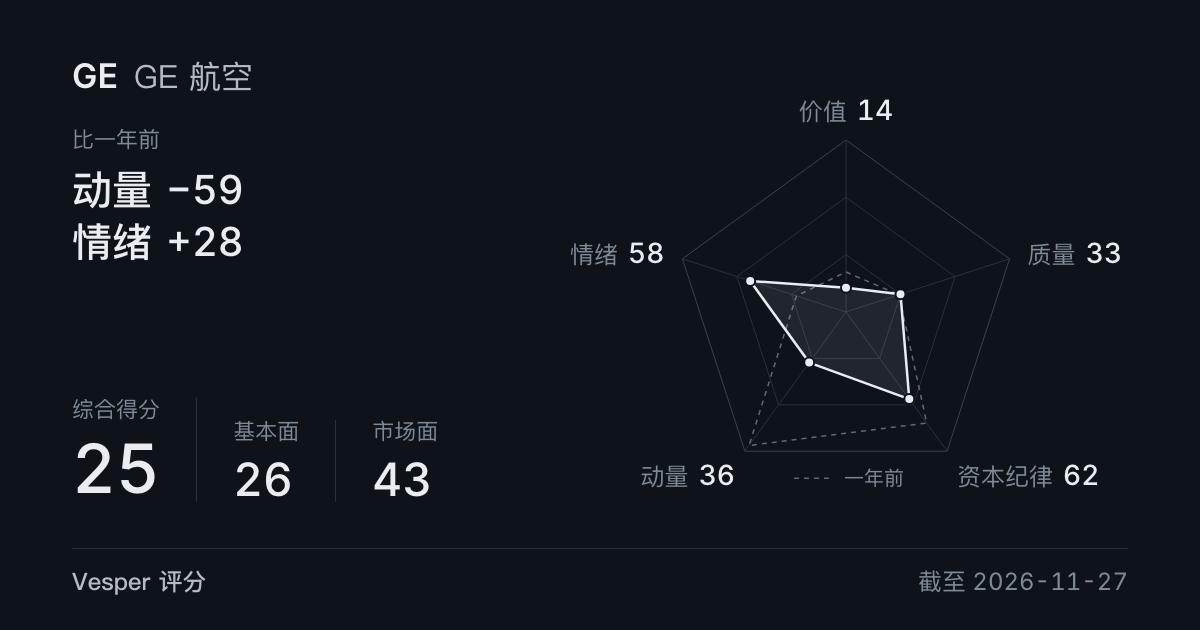 GE GE 航空
比一年前
动量 −59
情绪 +28
价值 14
情绪 58
质量 33
动量 36
一年前
资本纪律 62
综合得分
25
基本面
26
市场面
43
Vesper 评分
截至 2026-11-27